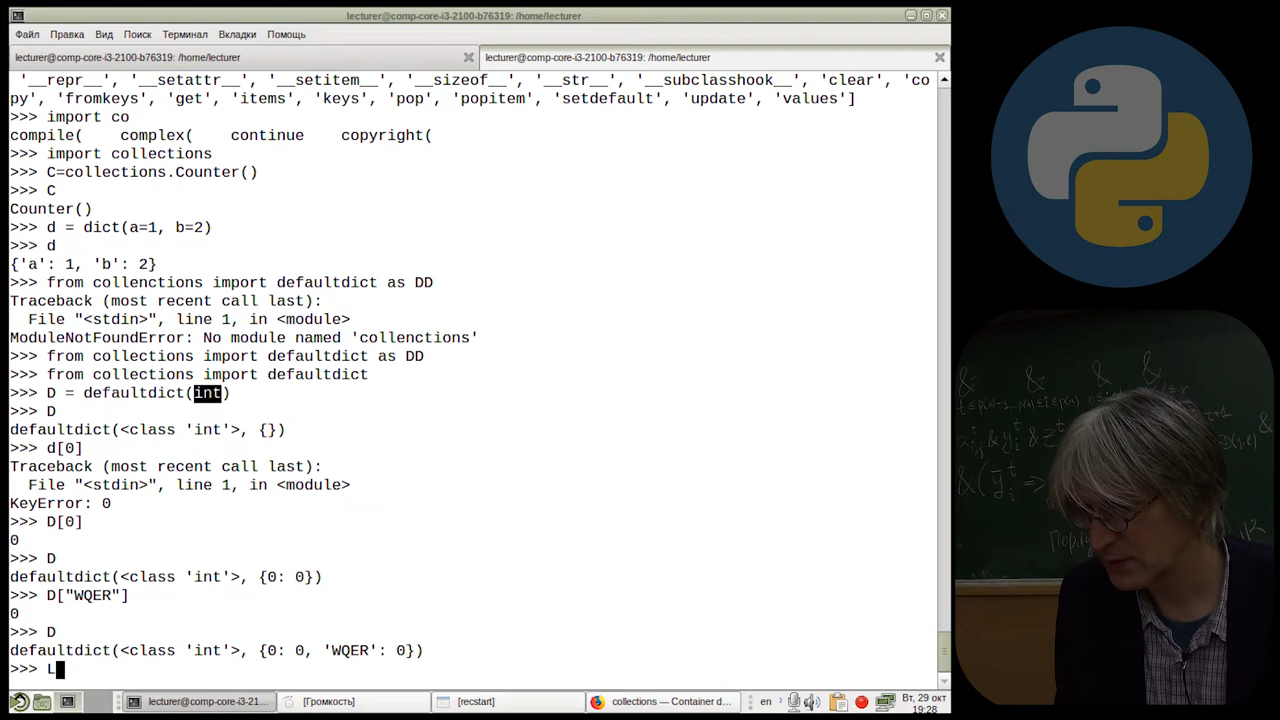 lecturer@comp-core-i3-2100-b76319: /home/lecturer
Файл Правка Вид Поиск Терминал Вкладки Помощь
lecturer@comp-core-i3-2100-b76319: /home/lecturer lecturer@comp-core-i3-2100-b76319: /home/lecturer
 '__repr__', '__setattr__', '__setitem__', '__sizeof__', '__str__', '__subclasshook__', 'clear', 'co
py', 'fromkeys', 'get', 'items', 'keys', 'pop', 'popitem', 'setdefault', 'update', 'values']
>>> import co
compile(    complex(    continue    copyright(
>>> import collections
>>> C=collections.Counter()
>>> C
Counter()
>>> d = dict(a=1, b=2)
>>> d
{'a': 1, 'b': 2}
>>> from collenctions import defaultdict as DD
Traceback (most recent call last):
  File "<stdin>", line 1, in <module>
ModuleNotFoundError: No module named 'collenctions'
>>> from collections import defaultdict as DD
>>> from collections import defaultdict
>>> D = defaultdict(int)
>>> D
defaultdict(<class 'int'>, {})
>>> d[0]
Traceback (most recent call last):
  File "<stdin>", line 1, in <module>
KeyError: 0
>>> D[0]
0
>>> D
defaultdict(<class 'int'>, {0: 0})
>>> D["WQER"]
0
>>> D
defaultdict(<class 'int'>, {0: 0, 'WQER': 0})
>>> L
lecturer@comp-core-i3-21... [Громкость] [recstart] collections — Container d... en Вт, 29 окт
19:28